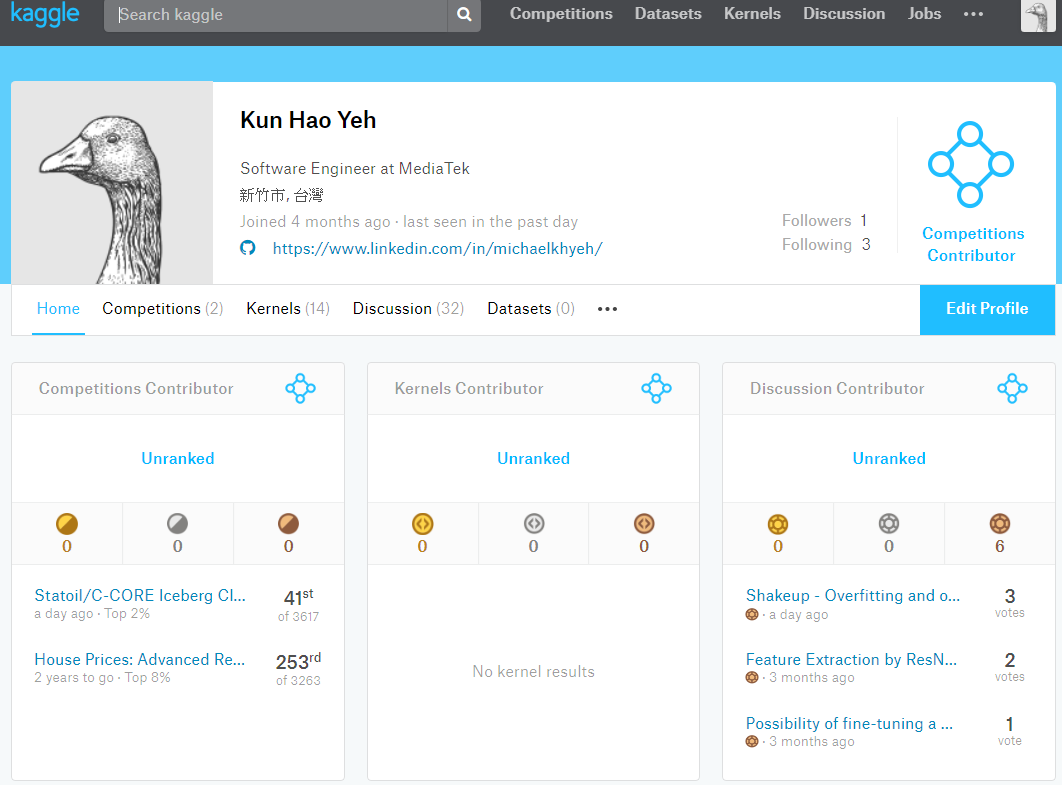 kaggle
Search kaggle
Competitions Datasets Kernels Discussion Jobs •••
Kun Hao Yeh
Software Engineer at MediaTek
新竹市, 台灣
Joined 4 months ago · last seen in the past day
https://www.linkedin.com/in/michaelkhyeh/
Followers 1
Following 3
Competitions
Contributor
Home Competitions (2) Kernels (14) Discussion (32) Datasets (0) •••
Edit Profile
Competitions Contributor
Unranked
0 0 0
Statoil/C-CORE Iceberg Cl... 41st
a day ago · Top 2% of 3617
House Prices: Advanced Re... 253rd
2 years to go · Top 8% of 3263
Kernels Contributor
Unranked
0 0 0
No kernel results
Discussion Contributor
Unranked
0 0 6
Shakeup - Overfitting and o... 3
· a day ago votes
Feature Extraction by ResN... 2
· 3 months ago votes
Possibility of fine-tuning a ... 1
· 3 months ago vote